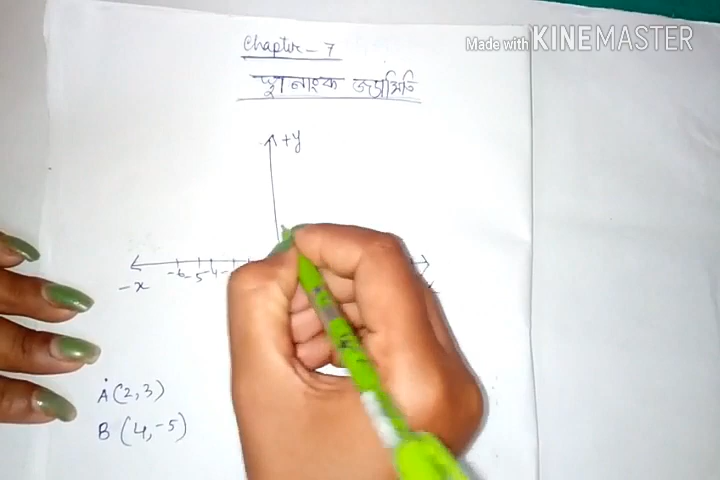 Made with KINEMASTER
Chapter - 7
স্থানাংক জ্যামিতি
+y
-6 -5 -4
-x
A (2, 3)
B (4, -5)